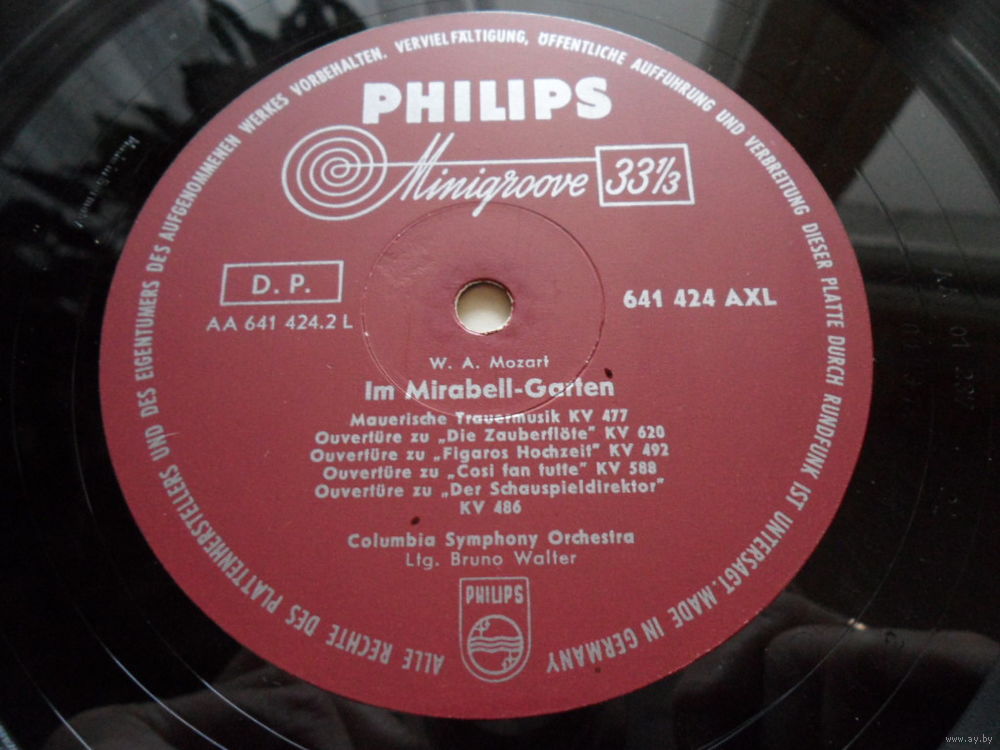 ALLE RECHTE DES PLATTENHERSTELLERS UND DES EIGENTUMERS DES AUFGENOMMENEN WERKES VORBEHALTEN. VERVIELFÄLTIGUNG, ÖFFENTLICHE AUFFUHRUNG UND VERBREITUNG DIESER PLATTE DURCH RUNDFUNK IST UNTERSAGT. MADE IN GERMANY
PHILIPS
Minigroove 33 1/3
D. P.
AA 641 424.2 L
641 424 AXL
W. A. Mozart
Im Mirabell-Garten
Mauerische Trauermusik KV 477
Ouvertüre zu „Die Zauberflöte" KV 620
Ouvertüre zu „Figaros Hochzeit" KV 492
Ouvertüre zu „Cosi fan tutte" KV 588
Ouvertüre zu „Der Schauspieldirektor"
KV 486
Columbia Symphony Orchestra
Ltg. Bruno Walter
PHILIPS
www.ay.by